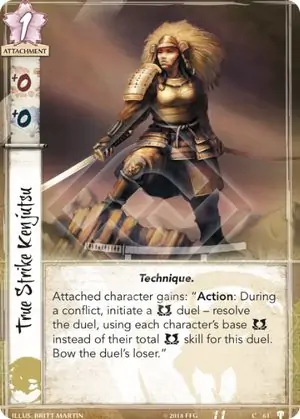 1
ATTACHMENT
+0
+0
True Strike Kenjutsu
Technique.
Attached character gains: "Action: During
a conflict, initiate a duel – resolve
the duel, using each character's base
instead of their total skill for this duel.
Bow the duel's loser."
ILLUS. BRITT MARTIN
© 2018 FFG
11
C 61